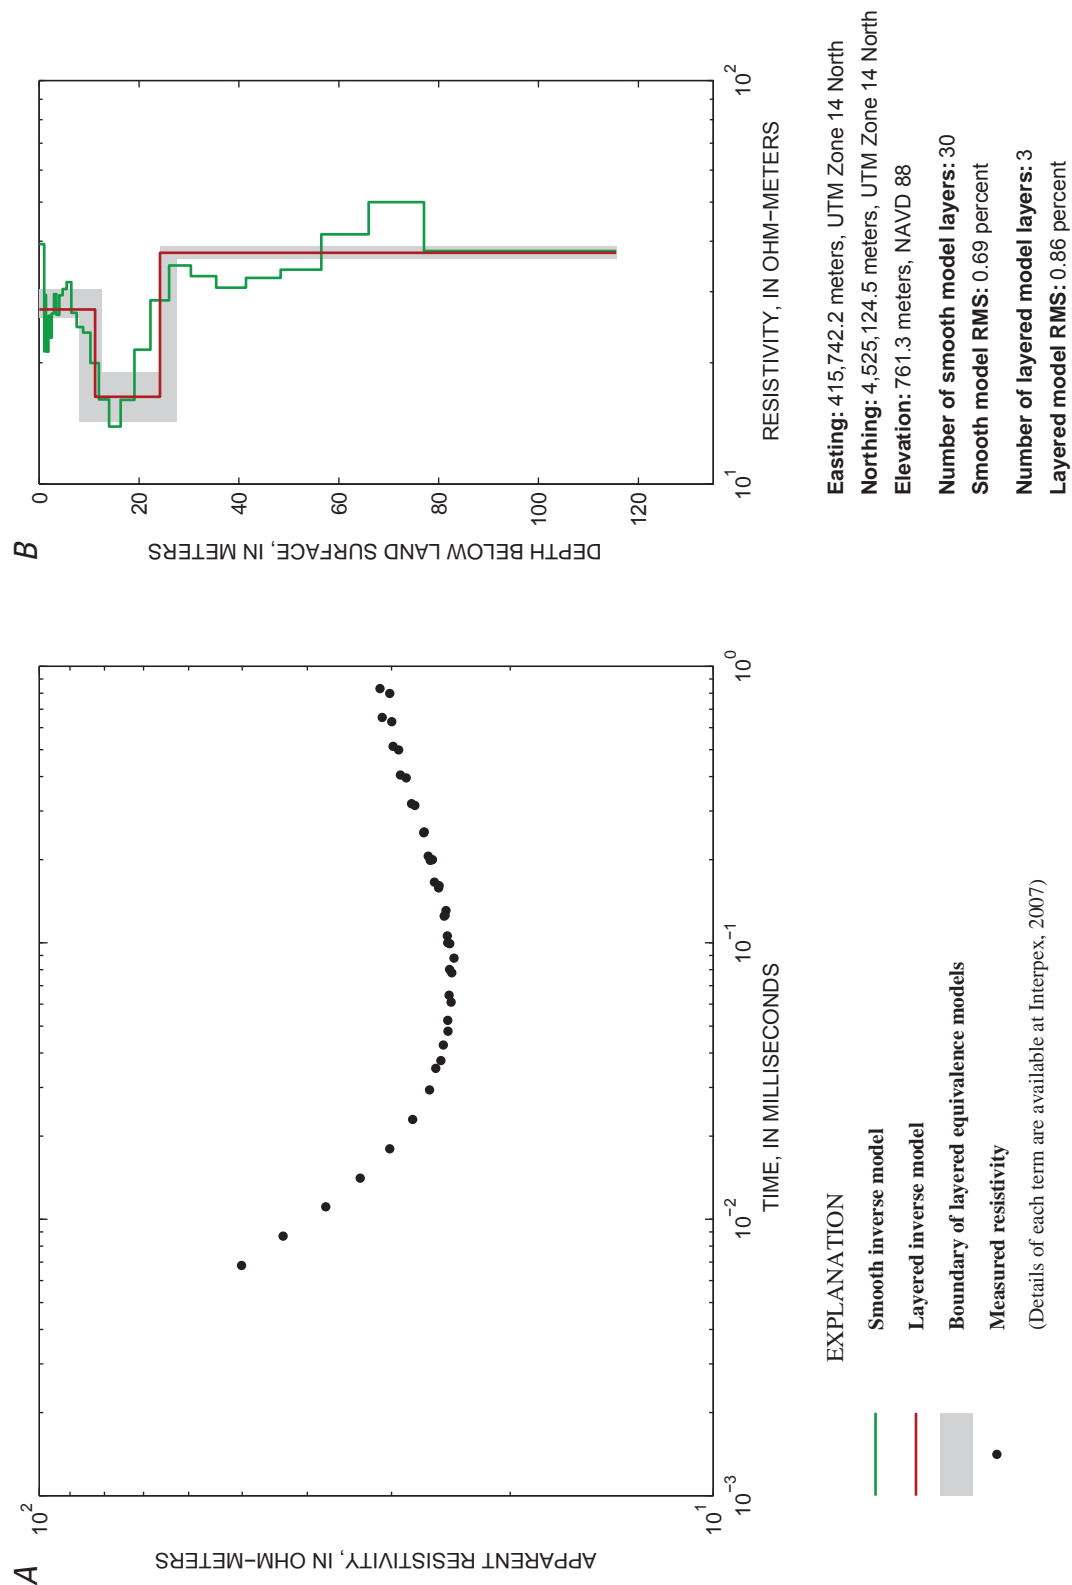 A
10^2
10^1
APPARENT RESISTIVITY, IN OHM−METERS
10^−3
10^−2
10^−1
10^0
TIME, IN MILLISECONDS
B
0
20
40
60
80
100
120
DEPTH BELOW LAND SURFACE, IN METERS
10^1
10^2
RESISTIVITY, IN OHM−METERS
EXPLANATION
Smooth inverse model
Layered inverse model
Boundary of layered equivalence models
Measured resistivity
(Details of each term are available at Interpex, 2007)
Easting: 415,742.2 meters, UTM Zone 14 North
Northing: 4,525,124.5 meters, UTM Zone 14 North
Elevation: 761.3 meters, NAVD 88
Number of smooth model layers: 30
Smooth model RMS: 0.69 percent
Number of layered model layers: 3
Layered model RMS: 0.86 percent